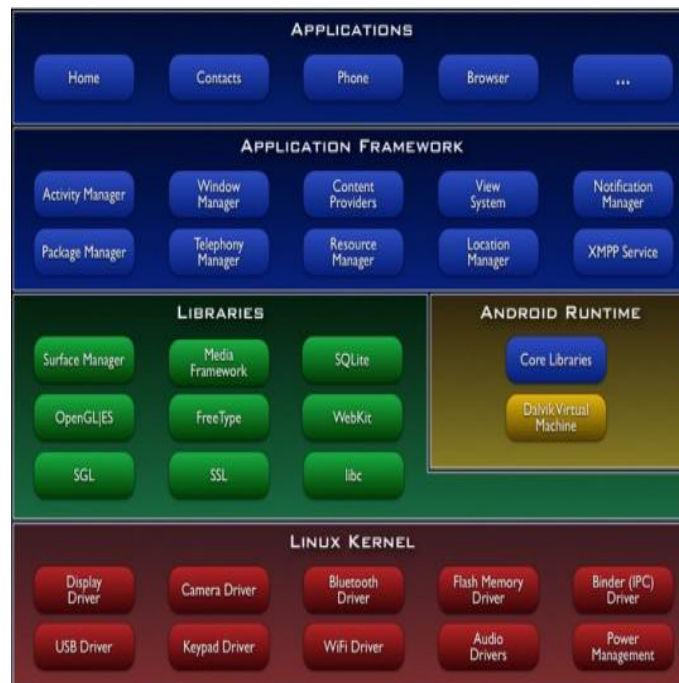 APPLICATIONS
Home
Contacts
Phone
Browser
...
APPLICATION FRAMEWORK
Activity Manager
Window
Manager
Content
Providers
View
System
Notification
Manager
Package Manager
Telephony
Manager
Resource
Manager
Location
Manager
XMPP Service
LIBRARIES
Surface Manager
Media
Framework
SQLite
OpenGL|ES
FreeType
WebKit
SGL
SSL
libc
ANDROID RUNTIME
Core Libraries
Dalvik Virtual
Machine
LINUX KERNEL
Display
Driver
Camera Driver
Bluetooth
Driver
Flash Memory
Driver
Binder (IPC)
Driver
USB Driver
Keypad Driver
WiFi Driver
Audio
Drivers
Power
Management